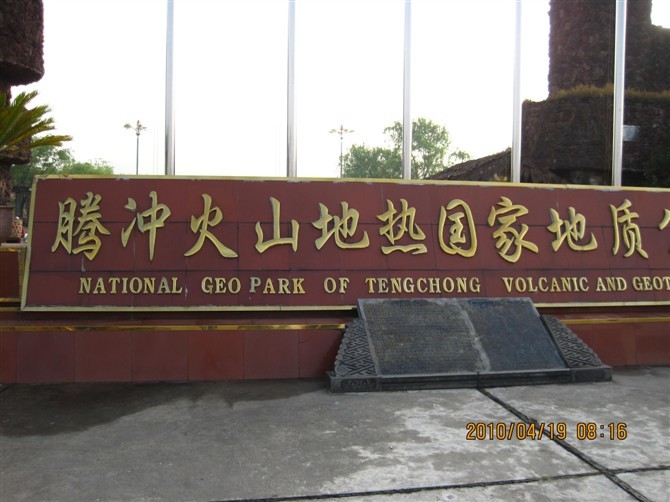 腾冲火山地热国家地质
NATIONAL GEO PARK OF TENGCHONG VOLCANIC AND GEOT
2010/04/19 08:16